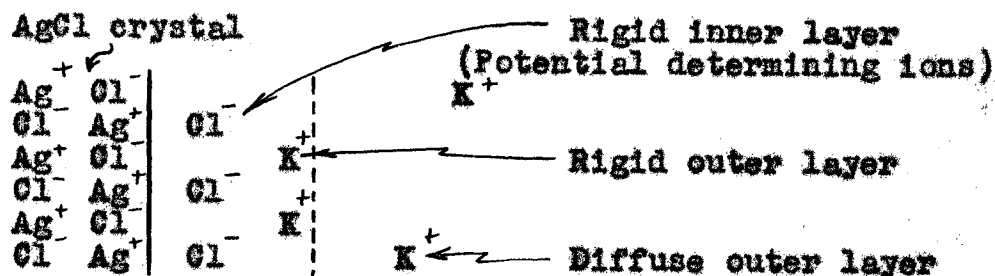 AgCl crystal
Rigid inner layer
(Potential determining ions)
Ag⁺ Cl⁻ K⁺
Cl⁻ Ag⁺ Cl⁻
Ag⁺ Cl⁻ K⁺ Rigid outer layer
Cl⁻ Ag⁺ Cl⁻
Ag⁺ Cl⁻ K⁺
Cl⁻ Ag⁺ Cl⁻ K⁺ Diffuse outer layer